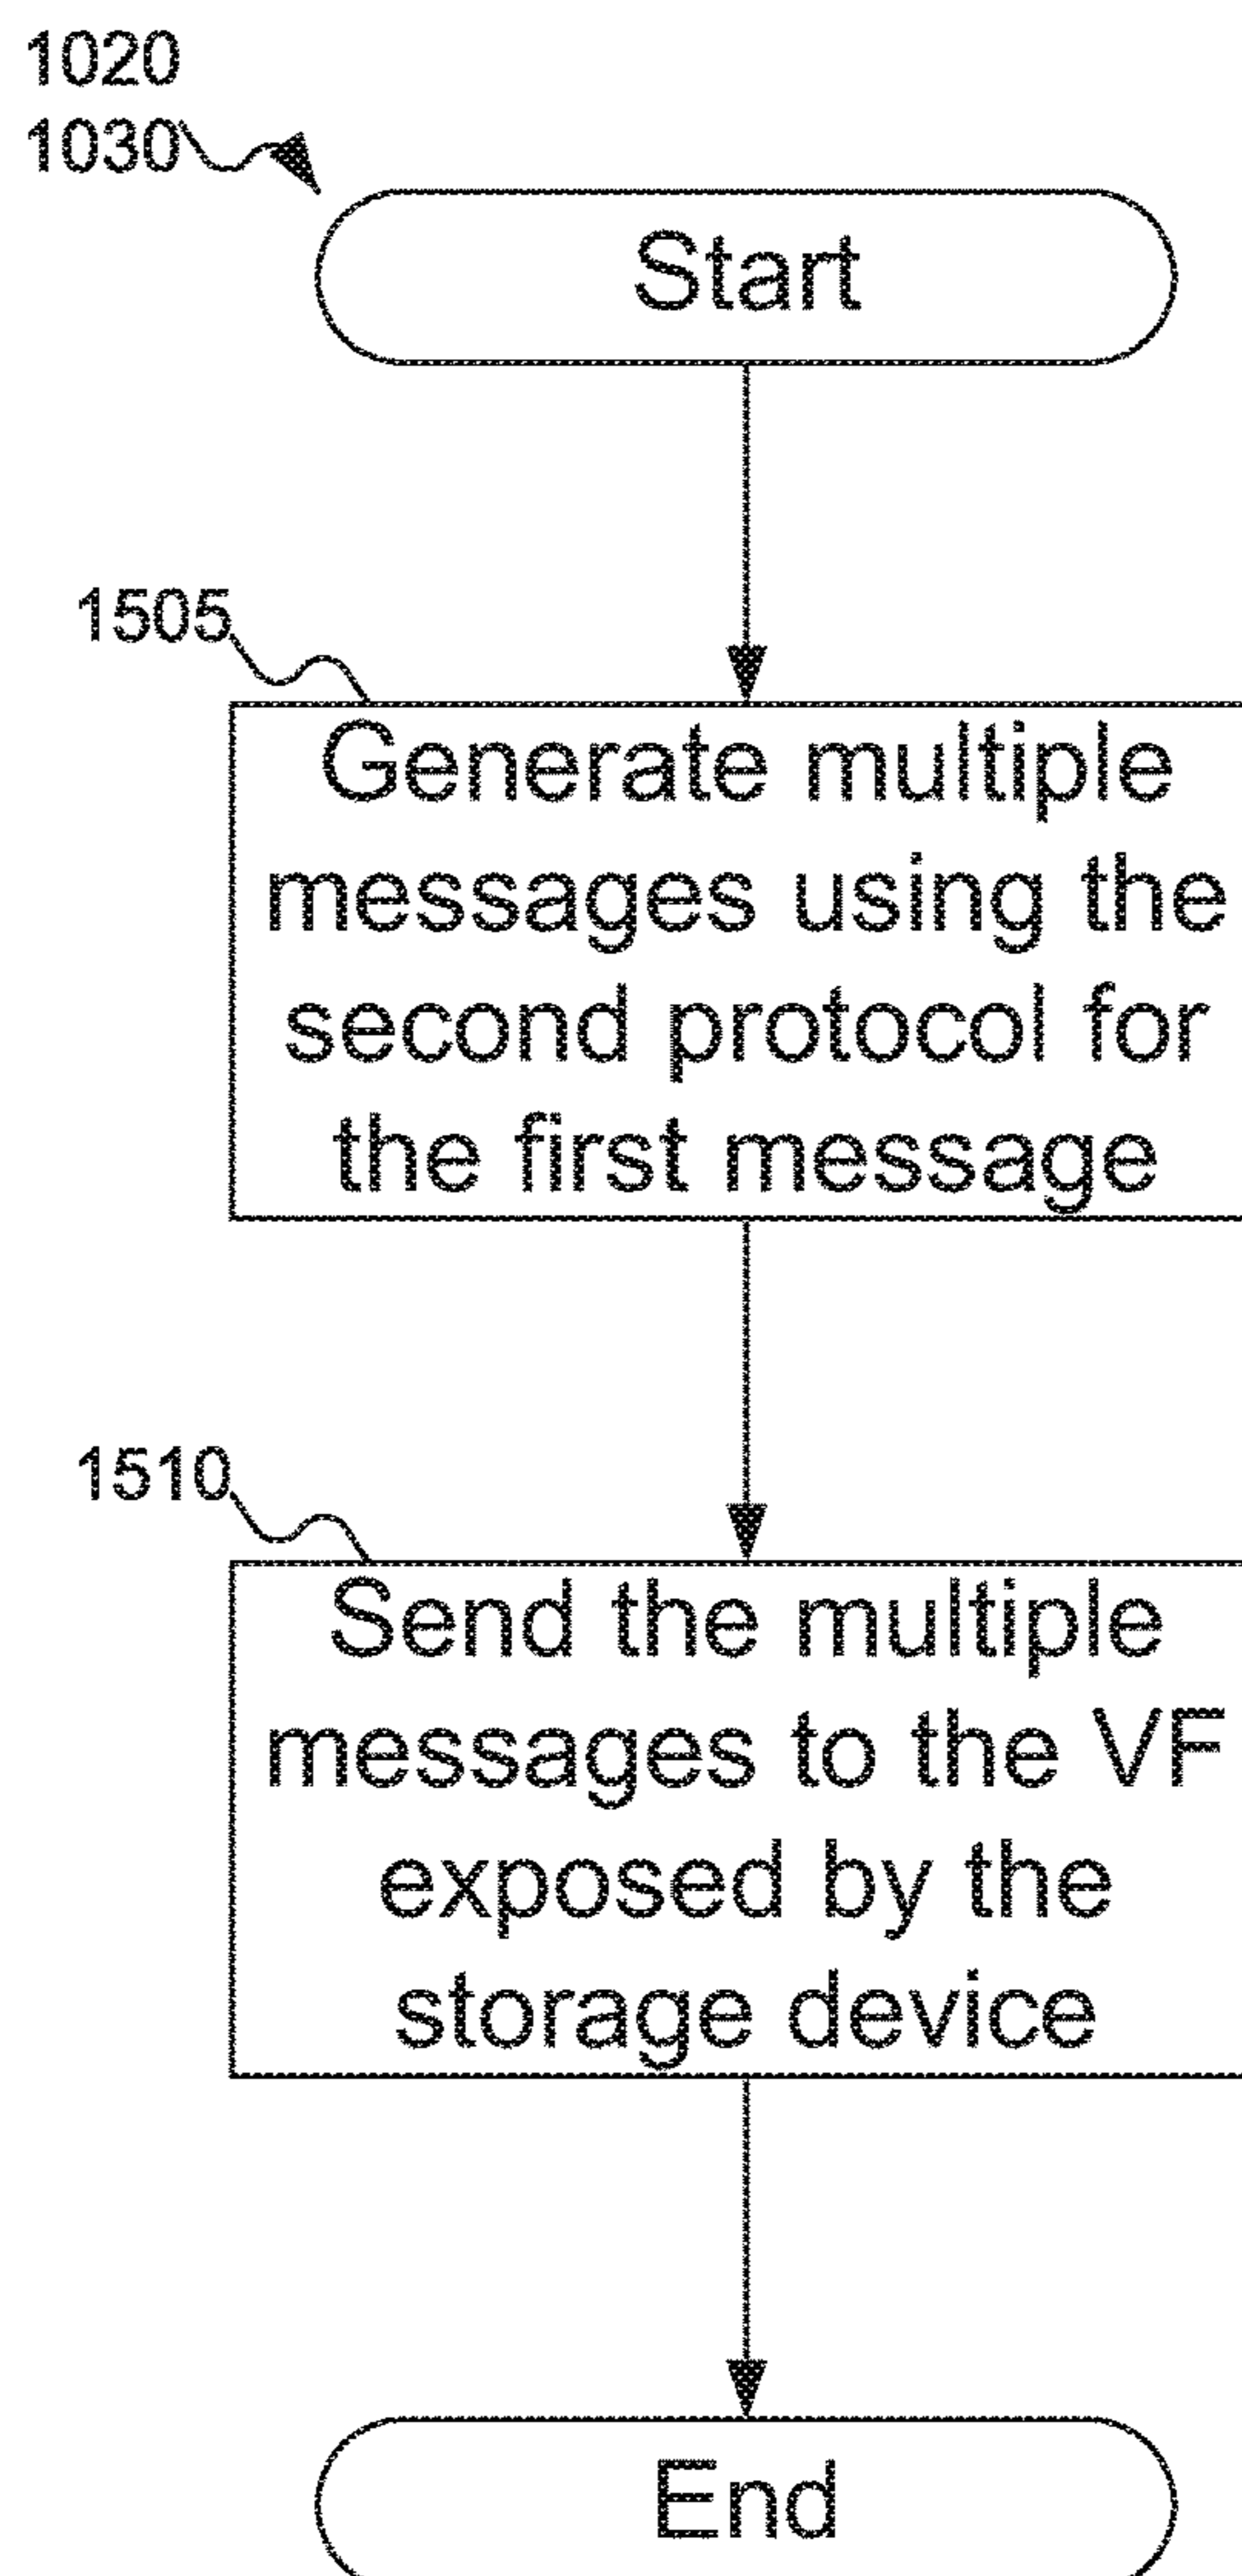 1020
1030
Start
1505
Generate multiple
messages using the
second protocol for
the first message
1510
Send the multiple
messages to the VF
exposed by the
storage device
End